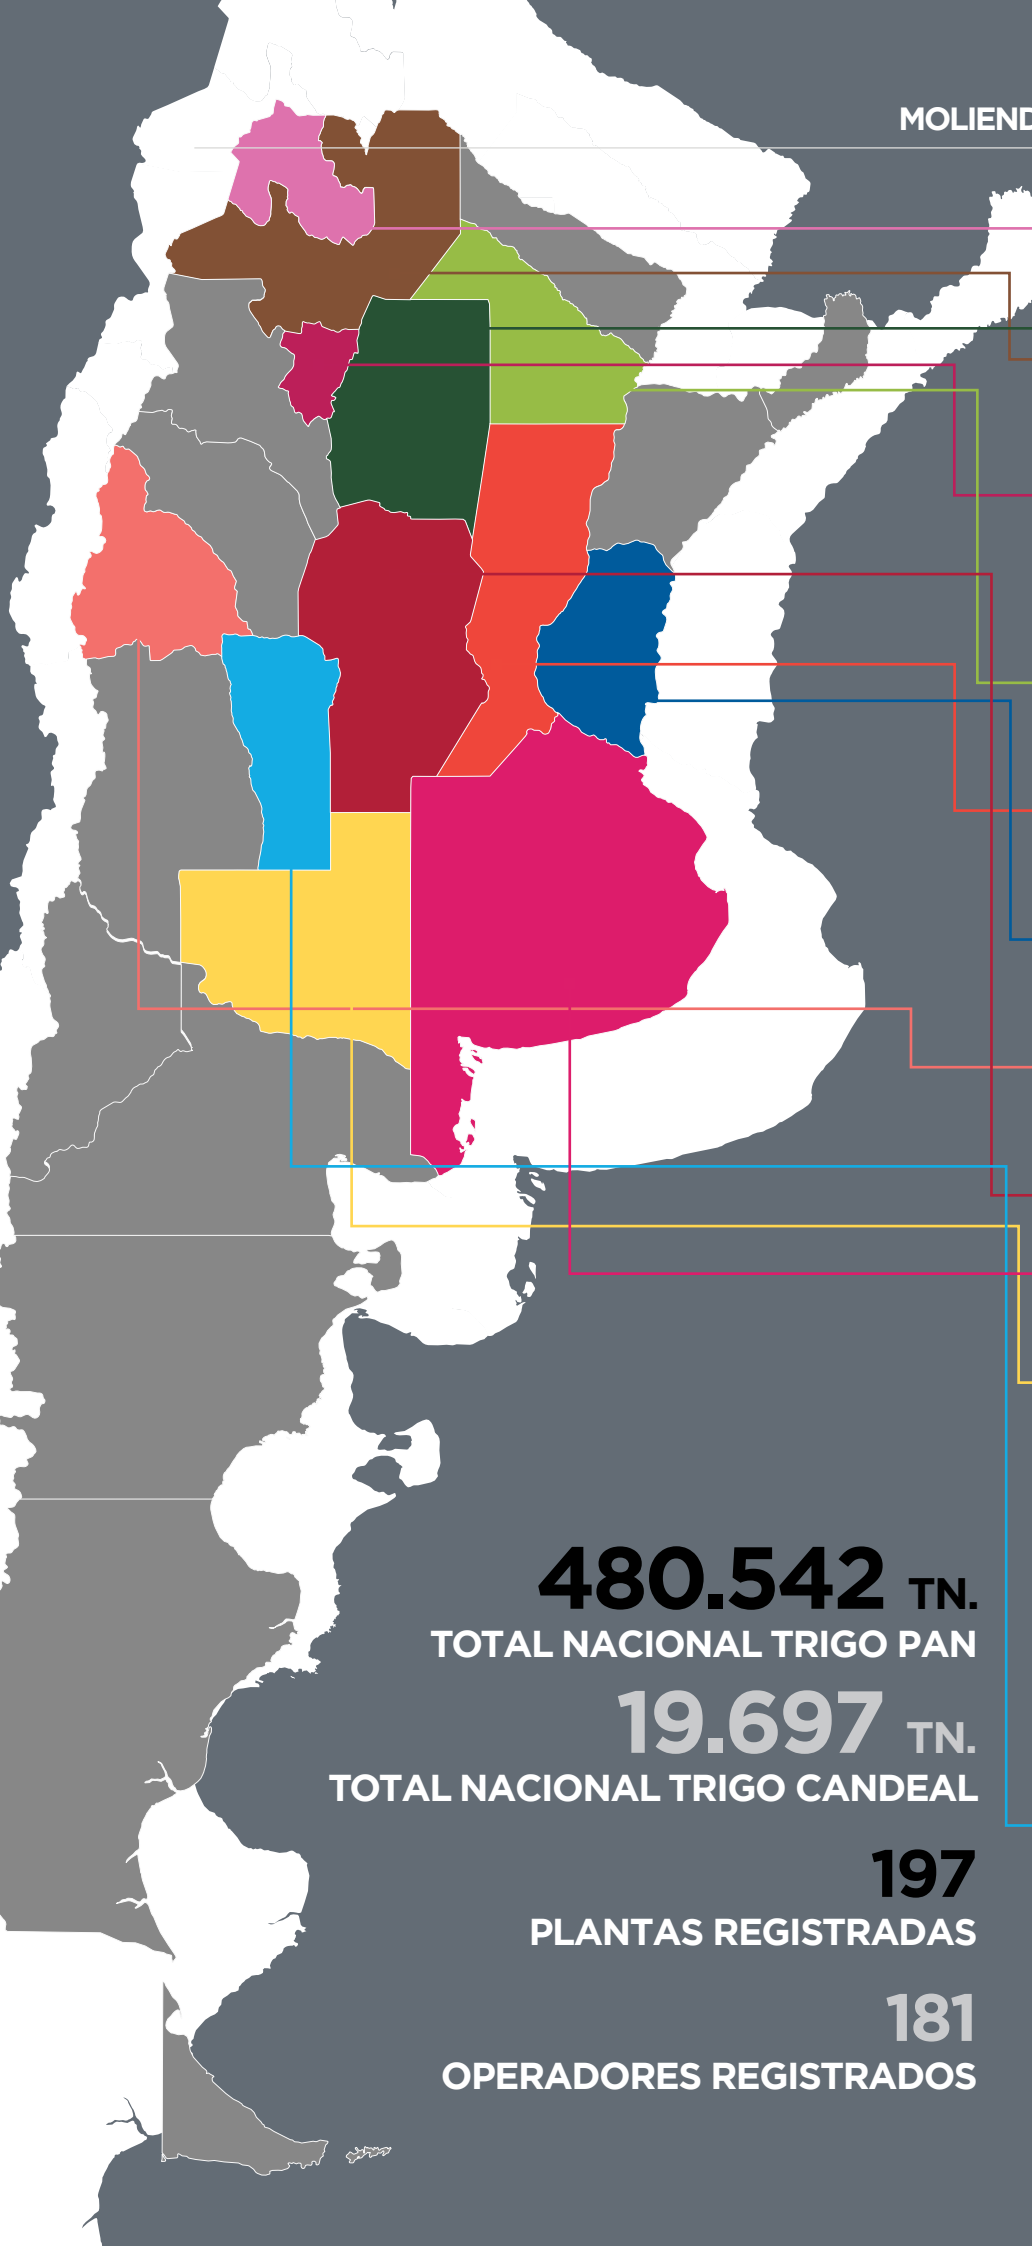 MOLIEND
480.542 TN.
TOTAL NACIONAL TRIGO PAN
19.697 TN.
TOTAL NACIONAL TRIGO CANDEAL
197
PLANTAS REGISTRADAS
181
OPERADORES REGISTRADOS